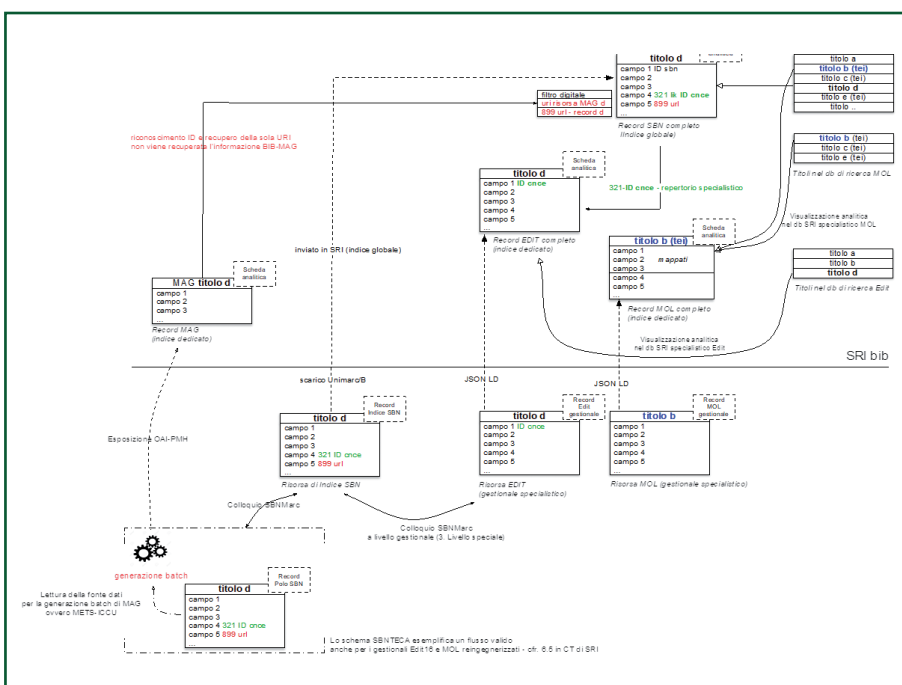 titolo d
analitica
campo 1 ID sbn
campo 2
campo 3
campo 4 321 lk ID cnce
campo 5 899 url
...
Record SBN completo
(Indice globale)
filtro digitale
uri risorsa MAG d
899 url - record d
titolo a
titolo b (tei)
titolo c (tei)
titolo d
titolo e (tei)
titolo ..
riconoscimento ID e recupero della sola URI
non viene recuperata l'informazione BIB-MAG
titolo b (tei)
titolo c (tei)
titolo e (tei)
Titoli nel db di ricerca MOL
Scheda
analitica
titolo d
campo 1 ID cnce
campo 2
campo 3
campo 4
campo 5
...
Record EDIT completo
(indice dedicato)
321-ID cnce - repertorio specialistico
Scheda
analitica
titolo b (tei)
campo 1
campo 2 mappati
campo 3
campo 4
campo 5
...
Record MOL completo
(indice dedicato)
Visualizzazione analitica
nel db SRI specialistico MOL
titolo a
titolo b
titolo d
Titoli nel db di ricerca Edit
inviato in SRI (indice globale)
Scheda
analitica
MAG titolo d
campo 1
campo 2
campo 3
...
Record MAG
(indice dedicato)
Visualizzazione analitica
nel db SRI specialistico Edit
SRI bib
scarico Unimarc/B
JSON LD
JSON LD
Esposizione OAI-PMH
Record
Indice SBN
titolo d
campo 1
campo 2
campo 3
campo 4 321 ID cnce
campo 5 899 url
...
Risorsa di Indice SBN
Record
Edit
gestionale
titolo d
campo 1 ID cnce
campo 2
campo 3
campo 4
campo 5
...
Risorsa EDIT
(gestionale specialistico)
Record
MOL
gestionale
titolo b
campo 1
campo 2
campo 3
campo 4
campo 5
...
Risorsa MOL (gestionale specialistico)
Colloquio SBNMarc
Colloquio SBNMarc
a livello gestionale (3. Livello speciale)
generazione batch
Lettura della fonte dati
per la generazione batch di MAG
ovvero METS-ICCU
Record
Polo SBN
titolo d
campo 1
campo 2
campo 3
campo 4 321 ID cnce
campo 5 899 url
...
Lo schema SBNTECA esemplifica un flusso valido
anche per i gestionali Edit16 e MOL reingegnerizzati - cfr. 6.5 in CT di SRI